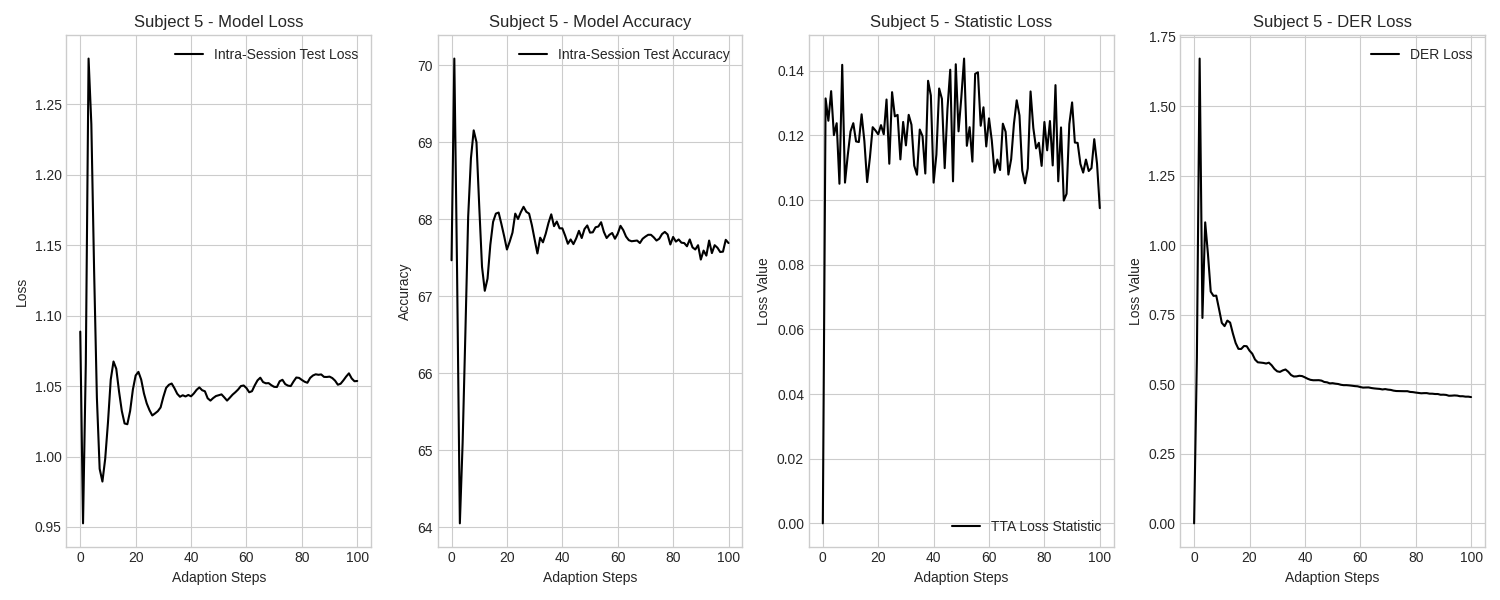 Subject 5 - Model Loss
Intra-Session Test Loss
1.25
1.20
1.15
1.10
1.05
1.00
0.95
Loss
0 20 40 60 80 100
Adaption Steps
Subject 5 - Model Accuracy
Intra-Session Test Accuracy
70
69
68
67
66
65
64
Accuracy
0 20 40 60 80 100
Adaption Steps
Subject 5 - Statistic Loss
0.14
0.12
0.10
0.08
0.06
0.04
0.02
0.00
Loss Value
TTA Loss Statistic
0 20 40 60 80 100
Adaption Steps
Subject 5 - DER Loss
DER Loss
1.75
1.50
1.25
1.00
0.75
0.50
0.25
0.00
Loss Value
0 20 40 60 80 100
Adaption Steps